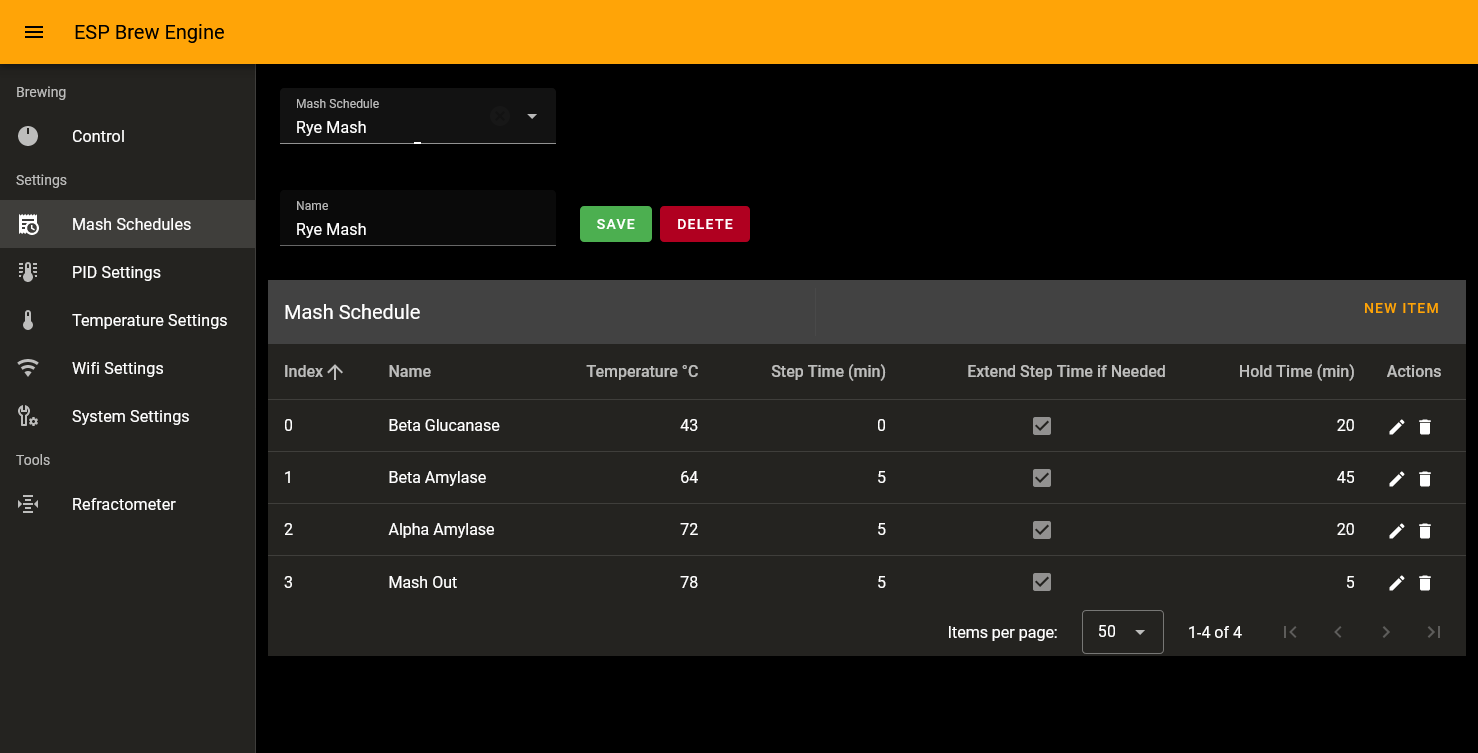 ESP Brew Engine
Brewing
Control
Settings
Mash Schedules
PID Settings
Temperature Settings
Wifi Settings
System Settings
Tools
Refractometer
Mash Schedule
Rye Mash
Name
Rye Mash
SAVE DELETE
Mash Schedule NEW ITEM
Index Name Temperature °C Step Time (min) Extend Step Time if Needed Hold Time (min) Actions
0 Beta Glucanase 43 0 20
1 Beta Amylase 64 5 45
2 Alpha Amylase 72 5 20
3 Mash Out 78 5 5
Items per page: 50 1-4 of 4